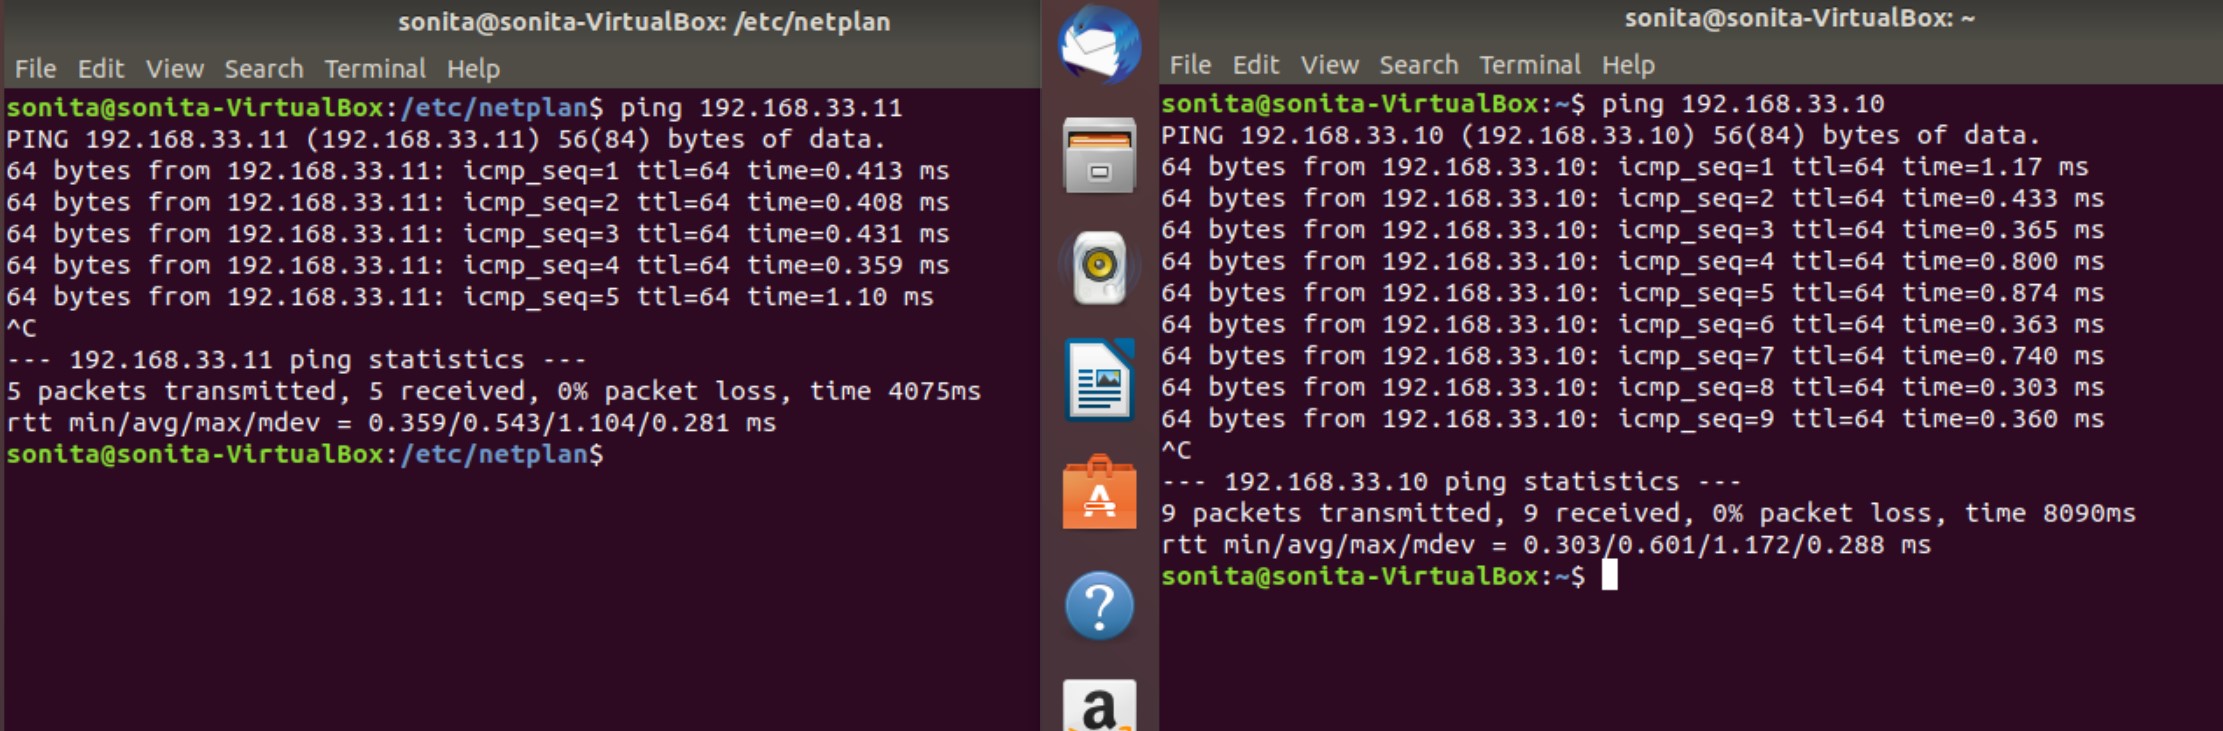 sonita@sonita-VirtualBox: /etc/netplan
File Edit View Search Terminal Help
sonita@sonita-VirtualBox:/etc/netplan$ ping 192.168.33.11
PING 192.168.33.11 (192.168.33.11) 56(84) bytes of data.
64 bytes from 192.168.33.11: icmp_seq=1 ttl=64 time=0.413 ms
64 bytes from 192.168.33.11: icmp_seq=2 ttl=64 time=0.408 ms
64 bytes from 192.168.33.11: icmp_seq=3 ttl=64 time=0.431 ms
64 bytes from 192.168.33.11: icmp_seq=4 ttl=64 time=0.359 ms
64 bytes from 192.168.33.11: icmp_seq=5 ttl=64 time=1.10 ms
^C
--- 192.168.33.11 ping statistics ---
5 packets transmitted, 5 received, 0% packet loss, time 4075ms
rtt min/avg/max/mdev = 0.359/0.543/1.104/0.281 ms
sonita@sonita-VirtualBox:/etc/netplan$
a
sonita@sonita-VirtualBox: ~
File Edit View Search Terminal Help
sonita@sonita-VirtualBox:~$ ping 192.168.33.10
PING 192.168.33.10 (192.168.33.10) 56(84) bytes of data.
64 bytes from 192.168.33.10: icmp_seq=1 ttl=64 time=1.17 ms
64 bytes from 192.168.33.10: icmp_seq=2 ttl=64 time=0.433 ms
64 bytes from 192.168.33.10: icmp_seq=3 ttl=64 time=0.365 ms
64 bytes from 192.168.33.10: icmp_seq=4 ttl=64 time=0.800 ms
64 bytes from 192.168.33.10: icmp_seq=5 ttl=64 time=0.874 ms
64 bytes from 192.168.33.10: icmp_seq=6 ttl=64 time=0.363 ms
64 bytes from 192.168.33.10: icmp_seq=7 ttl=64 time=0.740 ms
64 bytes from 192.168.33.10: icmp_seq=8 ttl=64 time=0.303 ms
64 bytes from 192.168.33.10: icmp_seq=9 ttl=64 time=0.360 ms
^C
--- 192.168.33.10 ping statistics ---
9 packets transmitted, 9 received, 0% packet loss, time 8090ms
rtt min/avg/max/mdev = 0.303/0.601/1.172/0.288 ms
sonita@sonita-VirtualBox:~$